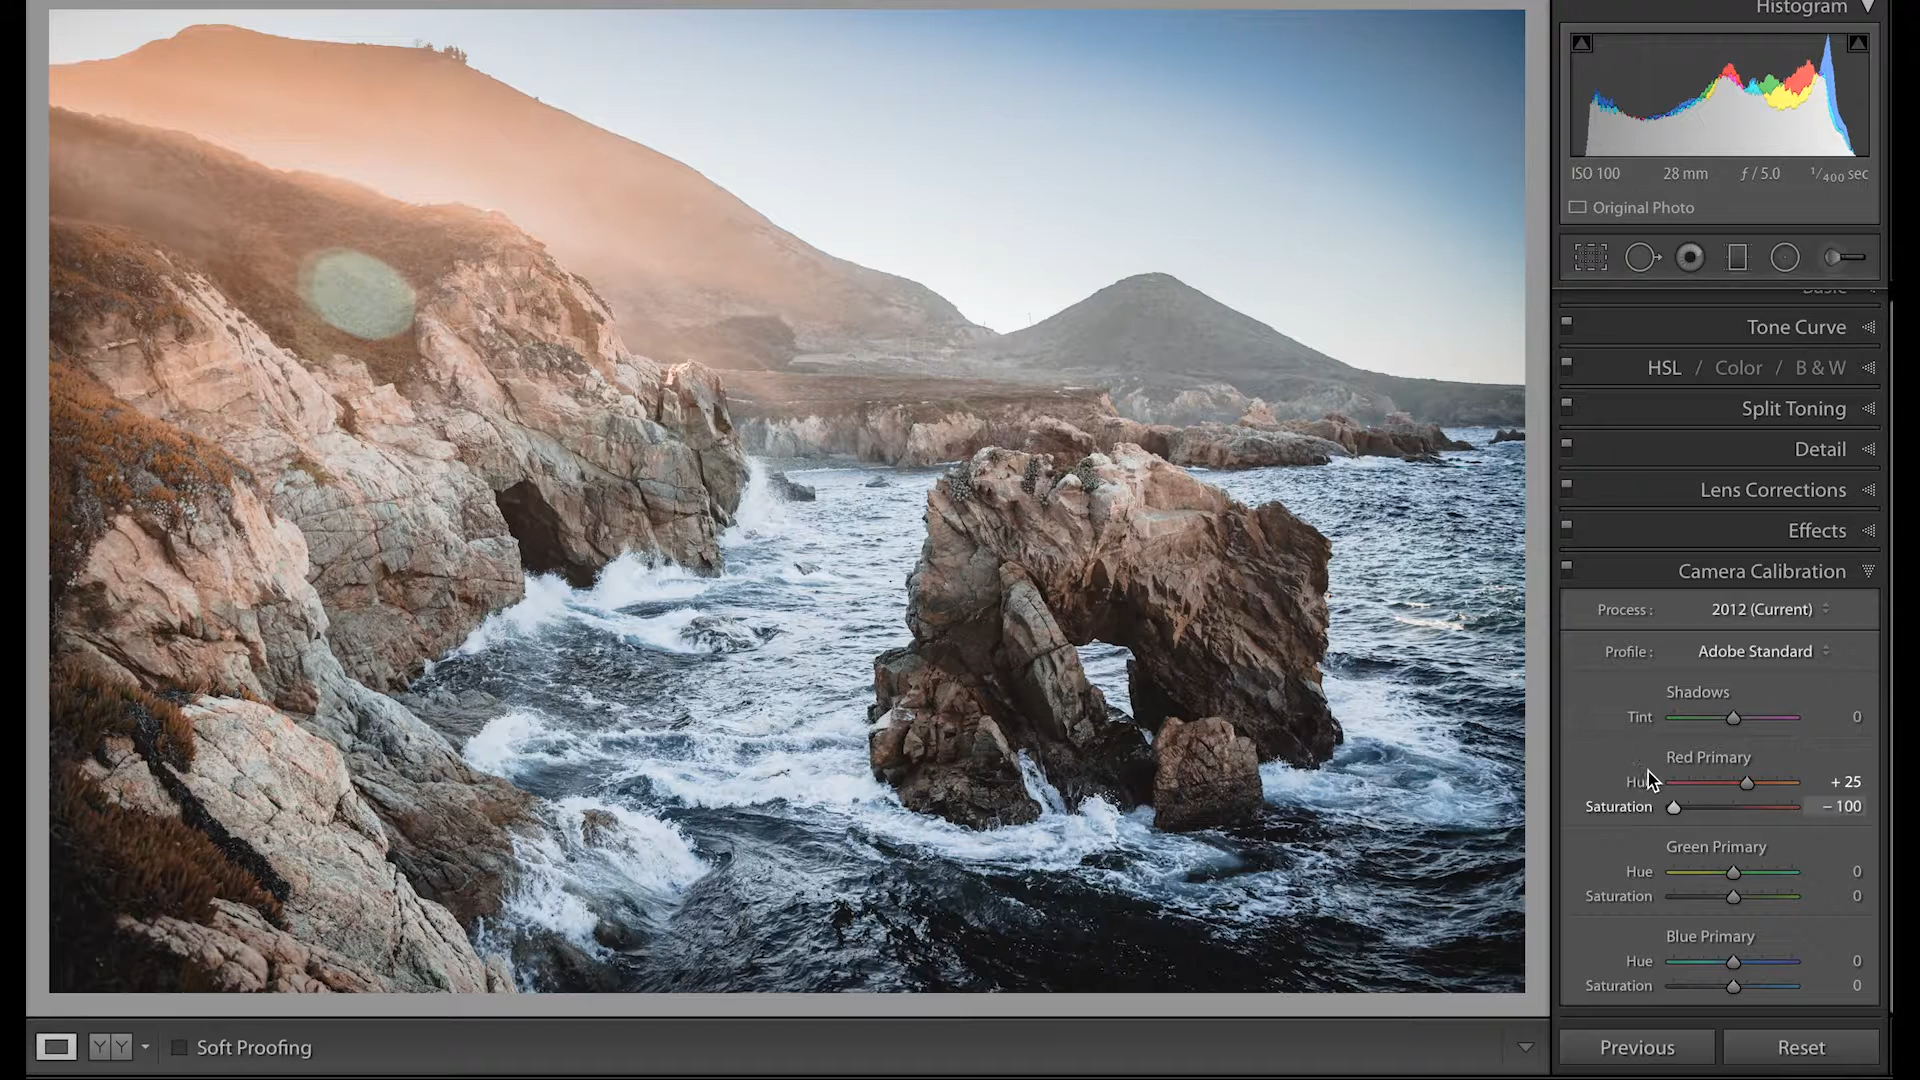 Histogram
ISO 100 28 mm ƒ / 5.0 1/400 sec
Original Photo
Basic
Tone Curve
HSL / Color / B & W
Split Toning
Detail
Lens Corrections
Effects
Camera Calibration
Process : 2012 (Current)
Profile : Adobe Standard
Shadows
Tint 0
Red Primary
Hue + 25
Saturation – 100
Green Primary
Hue 0
Saturation 0
Blue Primary
Hue 0
Saturation 0
Y Y Soft Proofing
Previous Reset